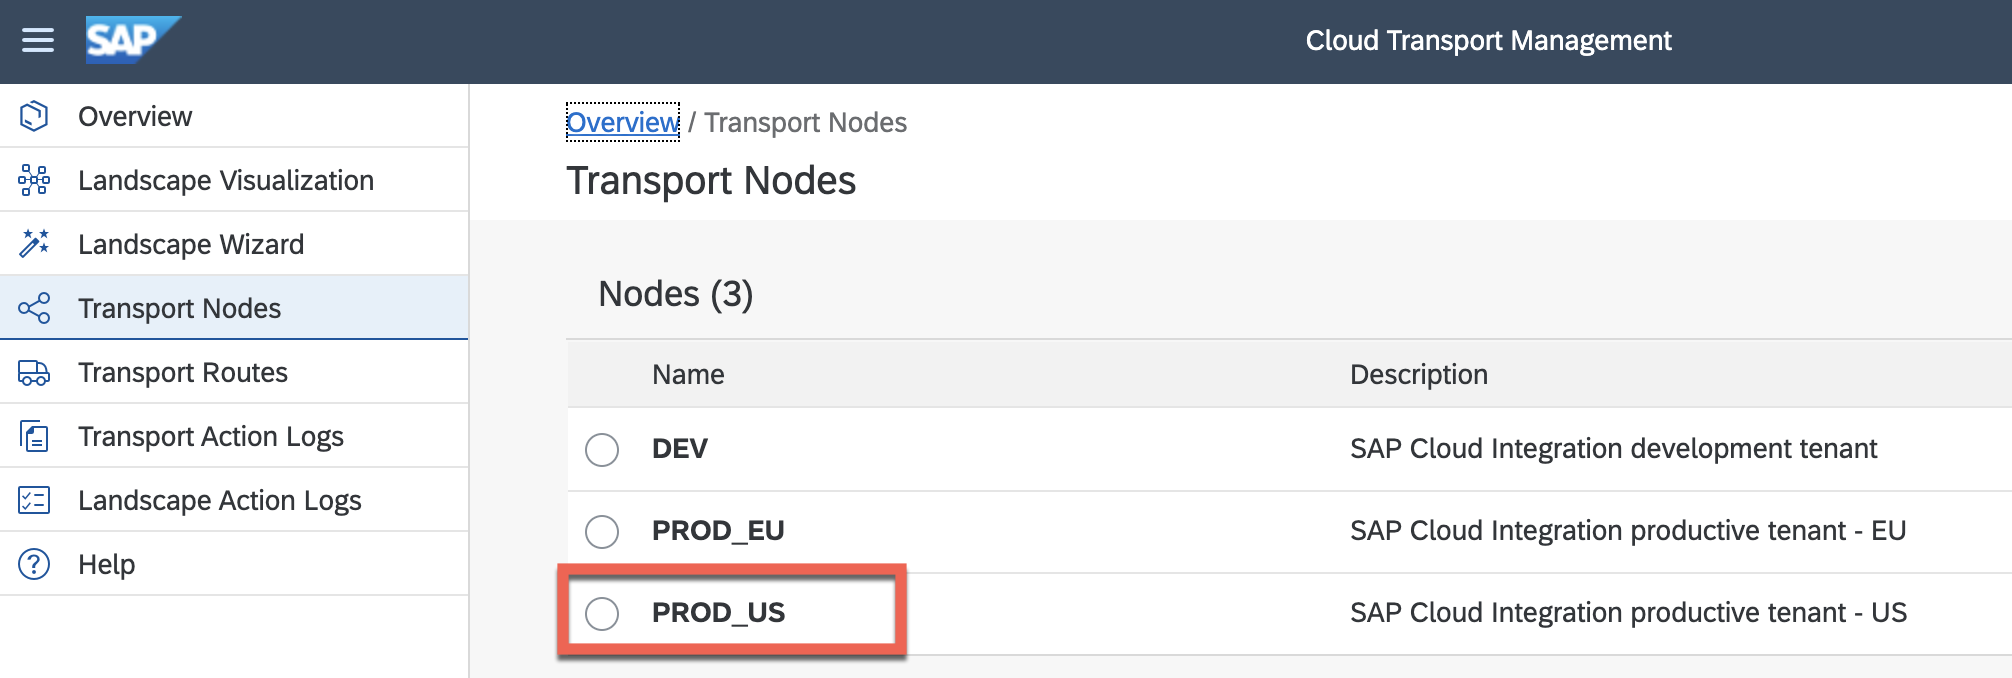 SAP
Cloud Transport Management
Overview
Landscape Visualization
Landscape Wizard
Transport Nodes
Transport Routes
Transport Action Logs
Landscape Action Logs
? Help
Overview / Transport Nodes
Transport Nodes
Nodes (3)
Name Description
DEV SAP Cloud Integration development tenant
PROD_EU SAP Cloud Integration productive tenant - EU
PROD_US SAP Cloud Integration productive tenant - US